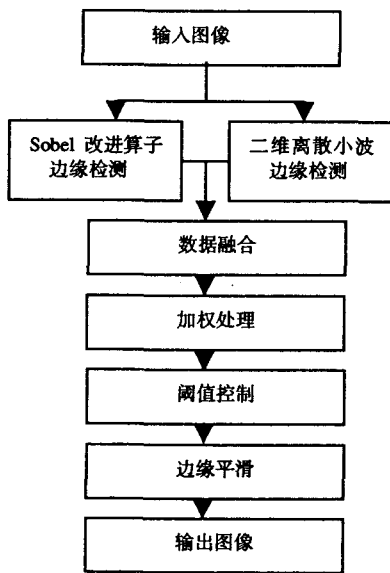 输入图像
Sobel 改进算子
边缘检测
二维离散小波
边缘检测
数据融合
加权处理
阈值控制
边缘平滑
输出图像